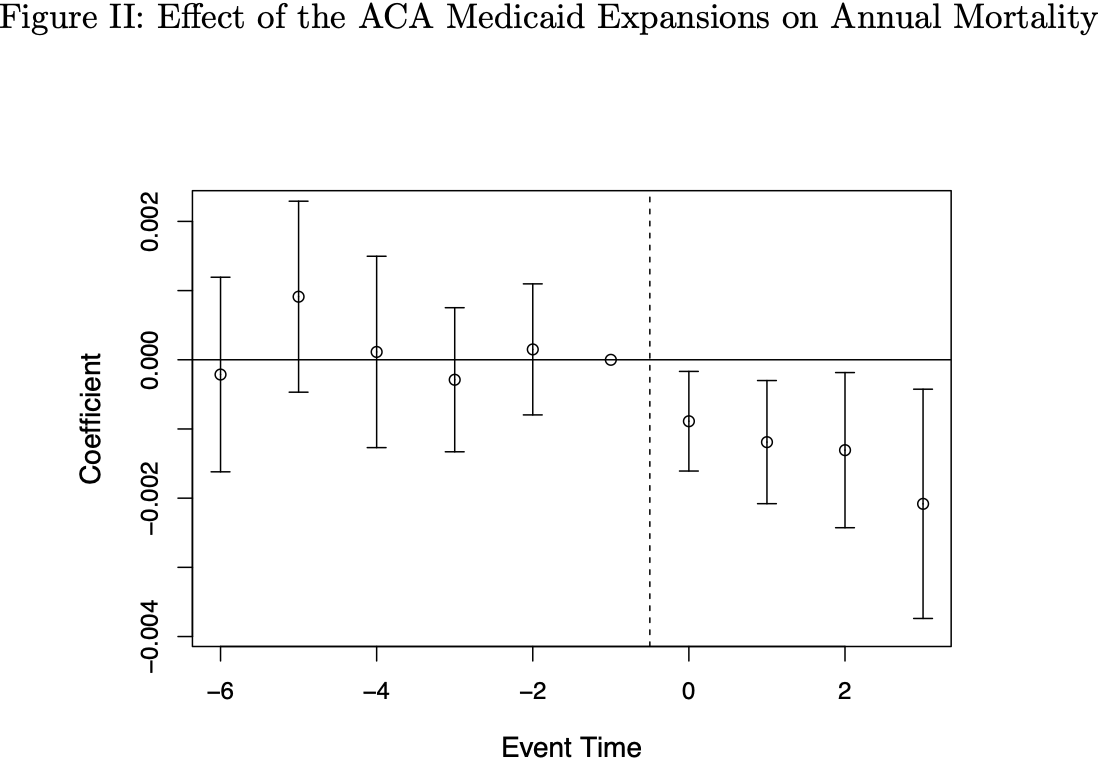 Figure II: Effect of the ACA Medicaid Expansions on Annual Mortality
0.002
0.000
−0.002
−0.004
Coefficient
−6 −4 −2 0 2
Event Time